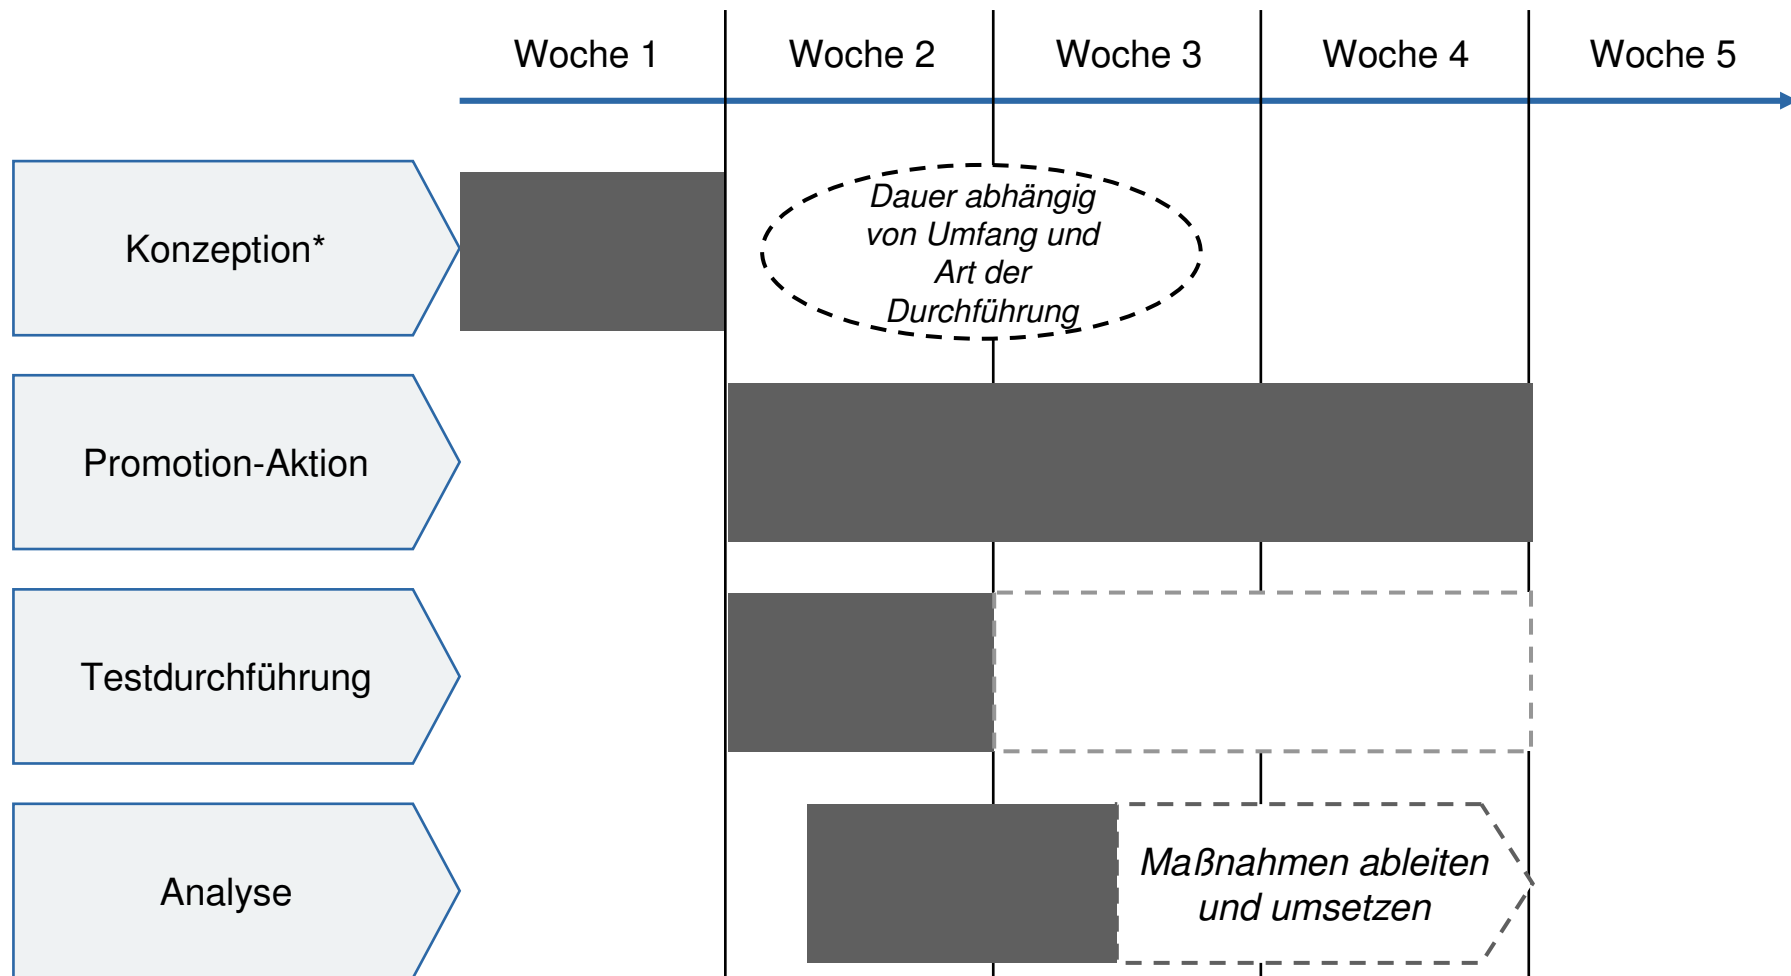 Woche 1
Woche 2
Woche 3
Woche 4
Woche 5
Konzeption*
Dauer abhängig
von Umfang und
Art der
Durchführung
Promotion-Aktion
Testdurchführung
Analyse
Maßnahmen ableiten
und umsetzen